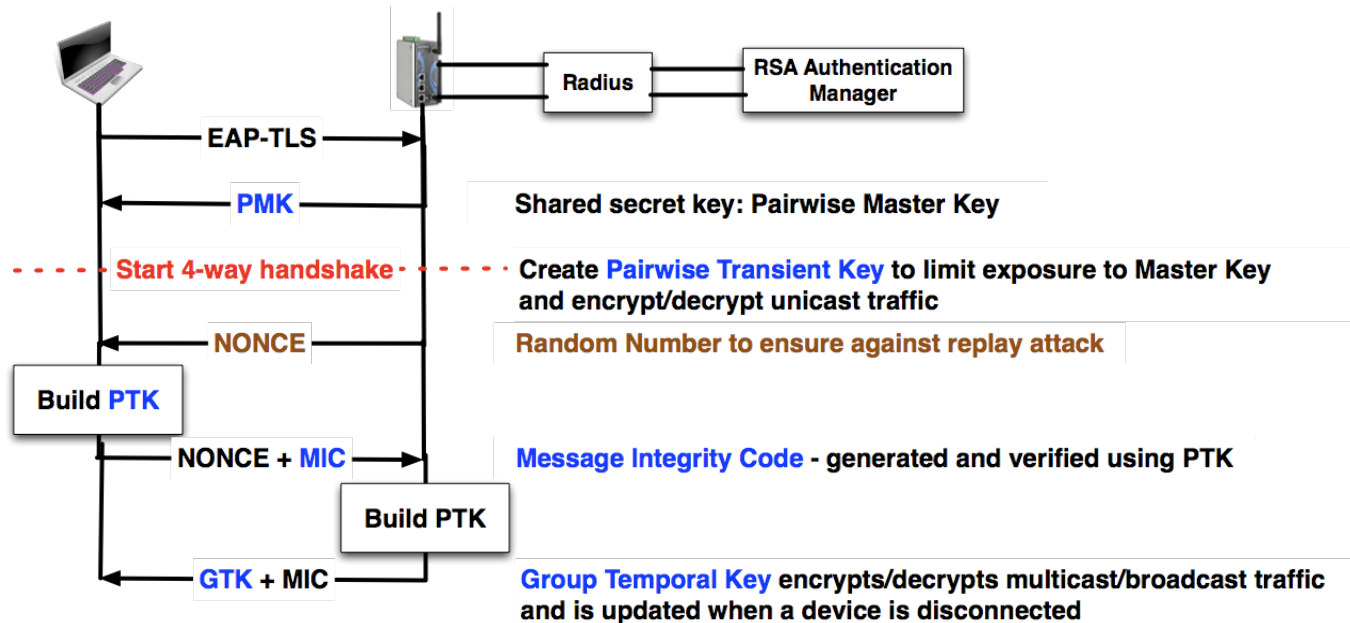 Radius
RSA Authentication
Manager
EAP-TLS
PMK
Shared secret key: Pairwise Master Key
Start 4-way handshake
Create Pairwise Transient Key to limit exposure to Master Key
and encrypt/decrypt unicast traffic
NONCE
Random Number to ensure against replay attack
Build PTK
NONCE + MIC
Message Integrity Code - generated and verified using PTK
Build PTK
GTK + MIC
Group Temporal Key encrypts/decrypts multicast/broadcast traffic
and is updated when a device is disconnected